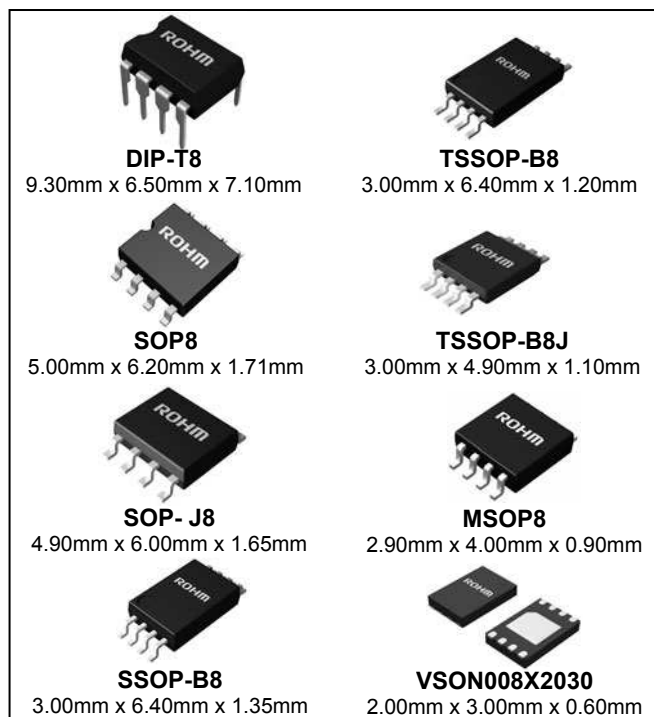 ROHM
DIP-T8
9.30mm x 6.50mm x 7.10mm
ROHM
TSSOP-B8
3.00mm x 6.40mm x 1.20mm
ROHM
SOP8
5.00mm x 6.20mm x 1.71mm
ROHM
TSSOP-B8J
3.00mm x 4.90mm x 1.10mm
ROHM
SOP- J8
4.90mm x 6.00mm x 1.65mm
ROHM
MSOP8
2.90mm x 4.00mm x 0.90mm
ROHM
SSOP-B8
3.00mm x 6.40mm x 1.35mm
ROHM
VSON008X2030
2.00mm x 3.00mm x 0.60mm